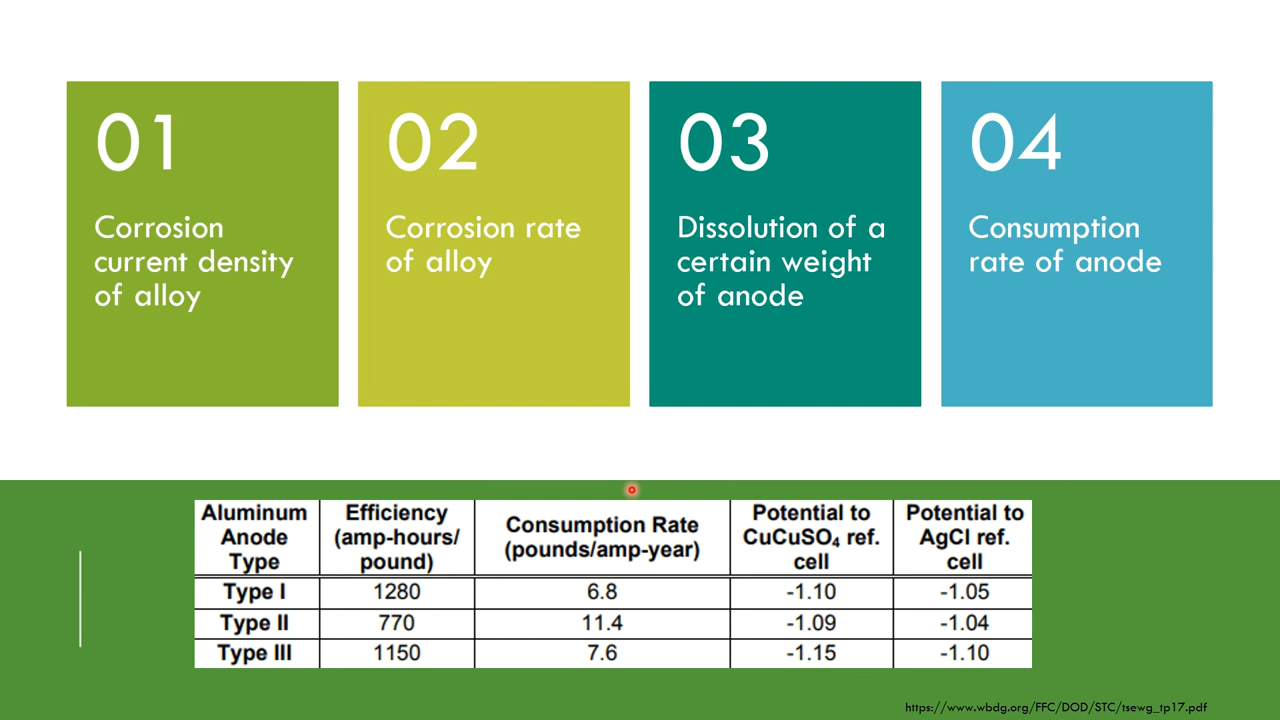 01
Corrosion
current density
of alloy
02
Corrosion rate
of alloy
03
Dissolution of a
certain weight
of anode
04
Consumption
rate of anode
Aluminum
Anode
Type
Efficiency
(amp-hours/
pound)
Consumption Rate
(pounds/amp-year)
Potential to
CuCuSO₄ ref.
cell
Potential to
AgCl ref.
cell
Type I 1280 6.8 -1.10 -1.05
Type II 770 11.4 -1.09 -1.04
Type III 1150 7.6 -1.15 -1.10
https://www.wbdg.org/FFC/DOD/STC/tsewg_tp17.pdf